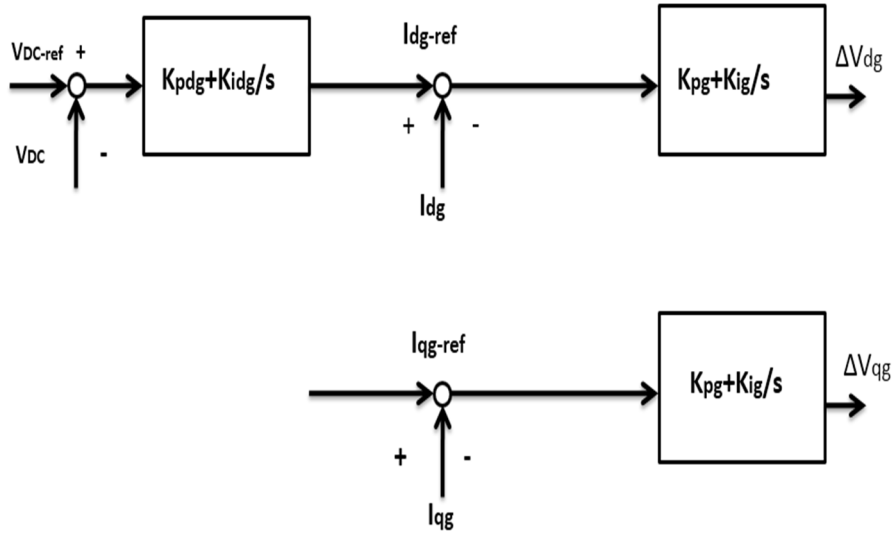 VDC-ref +
Kpdg+Kidg/s
Idg-ref
Kpg+Kig/s
ΔVdg
VDC -
+ -
Idg
Iqg-ref
Kpg+Kig/s
ΔVqg
+ -
Iqg